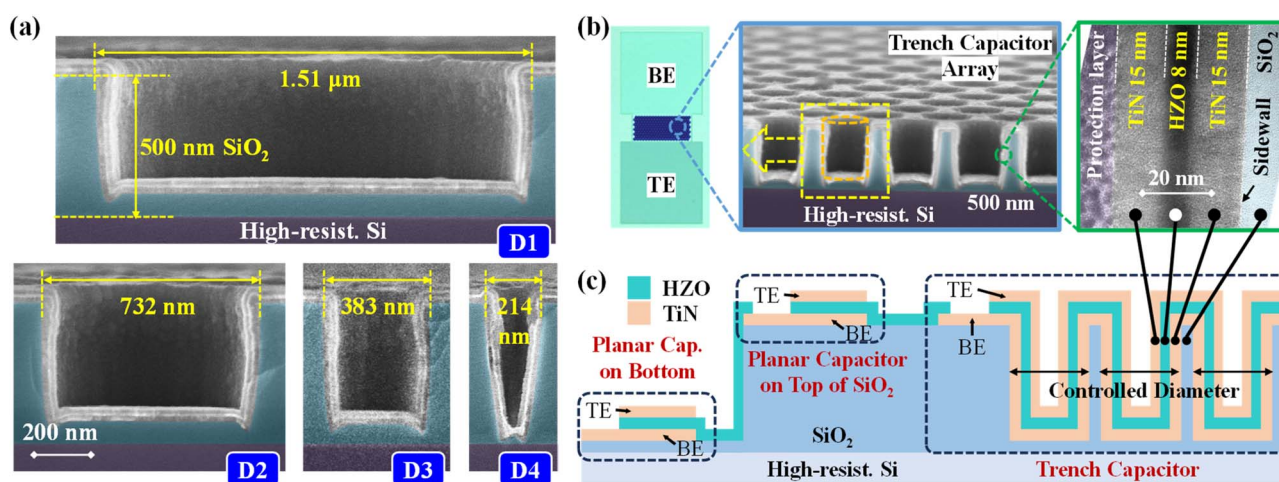 (a)
1.51 µm
500 nm SiO₂
High-resist. Si
D1
732 nm
200 nm
D2
383 nm
D3
214
nm
D4
(b)
BE
TE
Trench Capacitor
Array
High-resist. Si
500 nm
Protection layer
TiN 15 nm
HZO 8 nm
TiN 15 nm
SiO₂
Sidewall
20 nm
(c)
HZO
TiN
TE
BE
Planar Cap.
on Bottom
Planar Capacitor
on Top of SiO₂
TE
BE
TE
BE
Controlled Diameter
SiO₂
High-resist. Si
Trench Capacitor